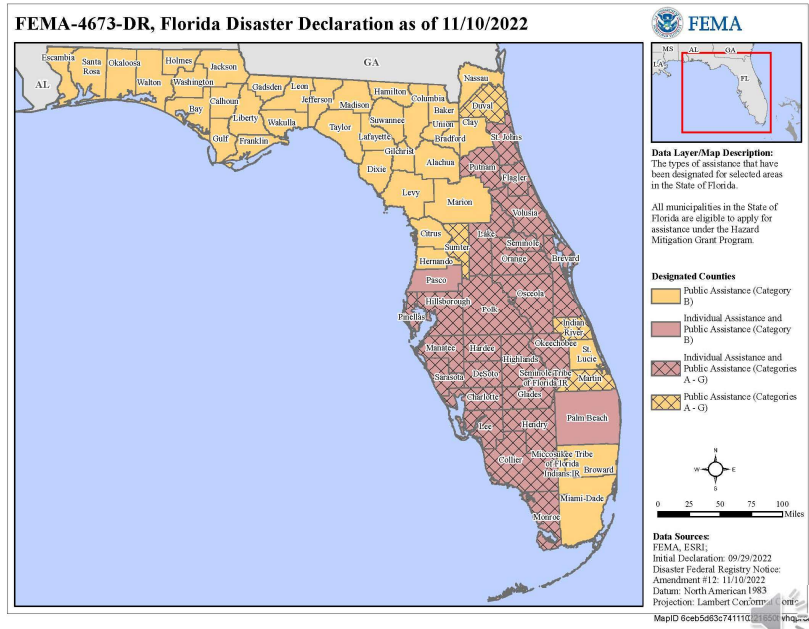 FEMA-4673-DR, Florida Disaster Declaration as of 11/10/2022
FEMA
GA
AL
Escambia
Santa
Rosa
Okaloosa
Holmes
Jackson
Walton
Washington
Bay
Calhoun
Gulf
Liberty
Franklin
Gadsden
Leon
Wakulla
Jefferson
Madison
Taylor
Hamilton
Suwannee
Lafayette
Columbia
Baker
Union
Bradford
Nassau
Duval
Clay
St. Johns
Gilchrist
Dixie
Alachua
Putnam
Flagler
Levy
Marion
Volusia
Citrus
Sumter
Lake
Seminole
Hernando
Orange
Brevard
Pasco
Osceola
Hillsborough
Polk
Pinellas
Indian
River
Okeechobee
Manatee
Hardee
Highlands
St.
Lucie
Sarasota
DeSoto
Seminole Tribe
of Florida IR
Martin
Charlotte
Glades
Palm Beach
Lee
Hendry
Collier
Miccosukee Tribe
of Florida
Indians IR
Broward
Miami-Dade
Monroe
MS
AL
GA
LA
FL
Data Layer/Map Description:
The types of assistance that have
been designated for selected areas
in the State of Florida.
All municipalities in the State of
Florida are eligible to apply for
assistance under the Hazard
Mitigation Grant Program.
Designated Counties
Public Assistance (Category
B)
Individual Assistance and
Public Assistance (Category
B)
Individual Assistance and
Public Assistance (Categories
A - G)
Public Assistance (Categories
A - G)
N
W
E
S
0 25 50 75 100
Miles
Data Sources:
FEMA, ESRI;
Initial Declaration: 09/29/2022
Disaster Federal Registry Notice:
Amendment #12: 11/10/2022
Datum: North American 1983
Projection: Lambert Conformal Conic
MapID